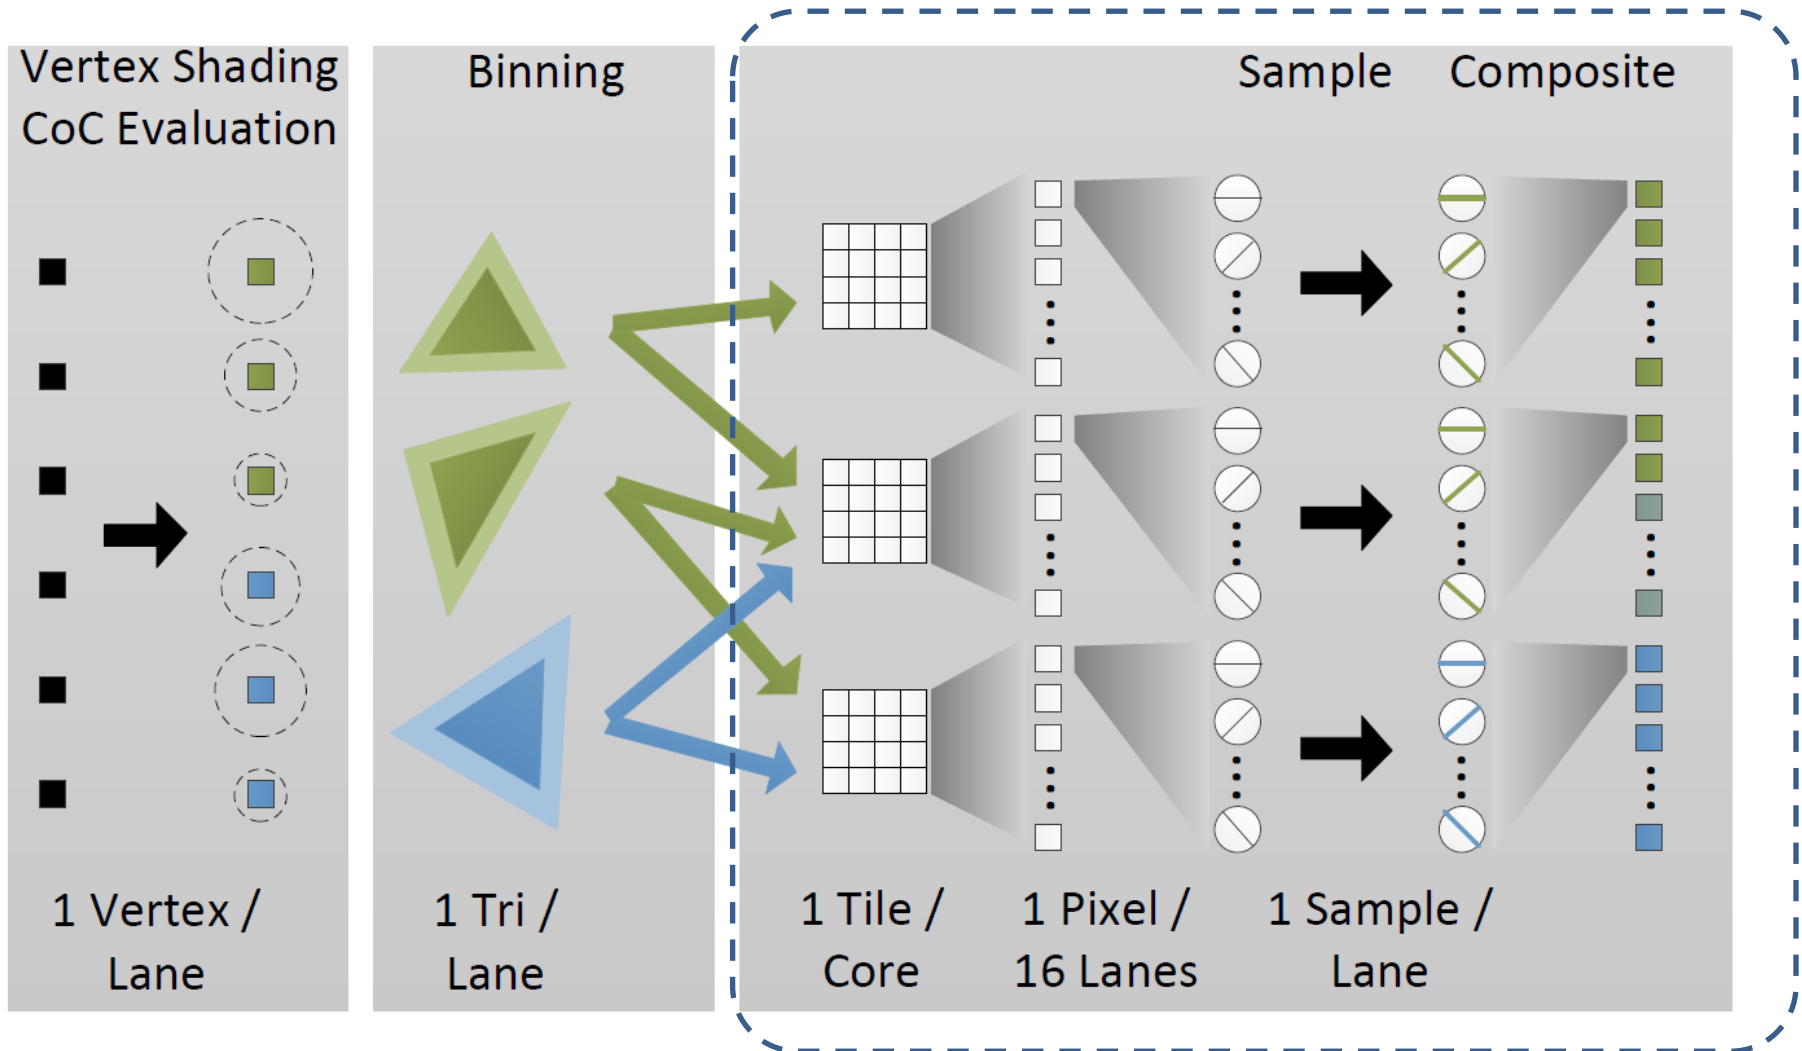 Vertex Shading
CoC Evaluation
Binning
Sample
Composite
1 Vertex /
Lane
1 Tri /
Lane
1 Tile /
Core
1 Pixel /
16 Lanes
1 Sample /
Lane